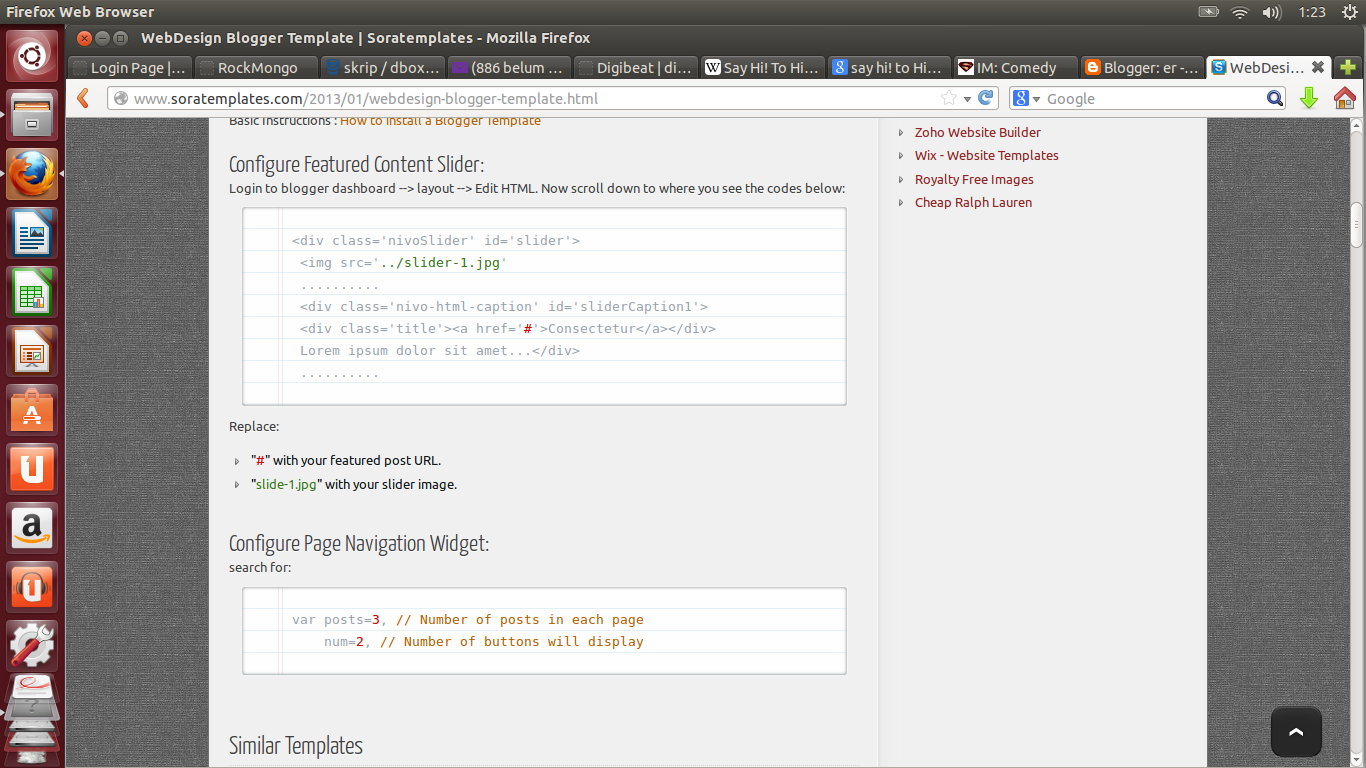 Firefox Web Browser
1:23
WebDesign Blogger Template | Soratemplates - Mozilla Firefox
Login Page |...
RockMongo
skrip / dbox...
(886 belum ...
Digibeat | di...
Say Hi! To Hi...
say hi! to Hi...
IM: Comedy
Blogger: er -...
WebDesi...
www.soratemplates.com/2013/01/webdesign-blogger-template.html
Google
Basic Instructions : How to Install a Blogger Template
Configure Featured Content Slider:
Login to blogger dashboard --> layout --> Edit HTML. Now scroll down to where you see the codes below:
<div class='nivoSlider' id='slider'>
<img src='../slider-1.jpg'
..........
<div class='nivo-html-caption' id='sliderCaption1'>
<div class='title'><a href='#'>Consectetur</a></div>
Lorem ipsum dolor sit amet...</div>
..........
Replace:
"#" with your featured post URL.
"slide-1.jpg" with your slider image.
Configure Page Navigation Widget:
search for:
var posts=3, // Number of posts in each page
num=2, // Number of buttons will display
Similar Templates
Zoho Website Builder
Wix - Website Templates
Royalty Free Images
Cheap Ralph Lauren